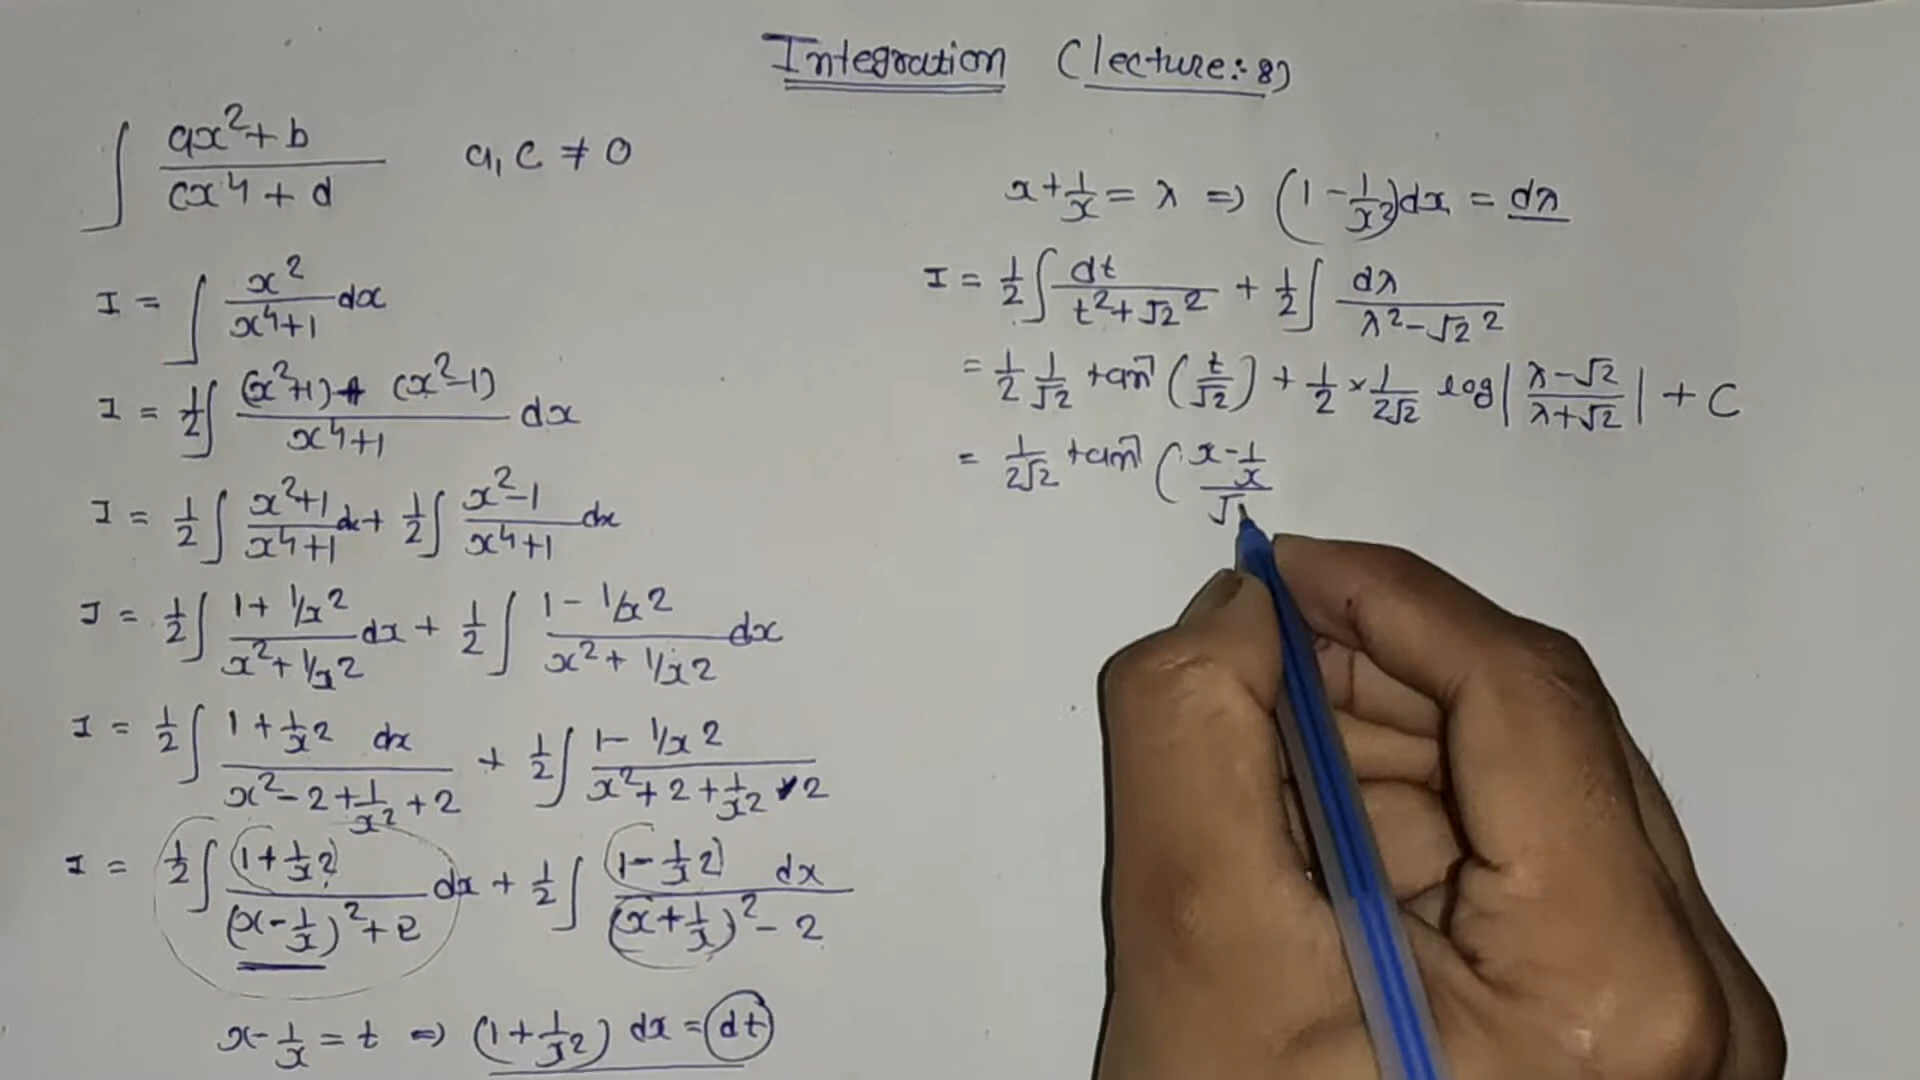 Integration (lecture:-8)
∫ ax²+b / cx⁴+d   a, c ≠ 0
I = ∫ x² / x⁴+1 dx
I = 1/2 ∫ (x²+1) + (x²-1) / x⁴+1 dx
I = 1/2 ∫ x²+1 / x⁴+1 dx + 1/2 ∫ x²-1 / x⁴+1 dx
I = 1/2 ∫ 1+1/x² / x²+1/x² dx + 1/2 ∫ 1-1/x² / x²+1/x² dx
I = 1/2 ∫ 1+1/x² dx / x²-2+1/x²+2 + 1/2 ∫ 1-1/x² / x²+2+1/x²-2
I = 1/2 ∫ (1+1/x²) / (x-1/x)²+2 dx + 1/2 ∫ (1-1/x²) dx / (x+1/x)²-2
x-1/x = t ⇒ (1+1/x²) dx = dt
x+1/x = λ ⇒ (1-1/x²)dx = dλ
I = 1/2 ∫ dt / t²+√2² + 1/2 ∫ dλ / λ²-√2²
= 1/2 1/√2 tan⁻¹ (t/√2) + 1/2 × 1/2√2 log| λ-√2 / λ+√2 | + C
= 1/2√2 tan⁻¹ ( x-1/x / √